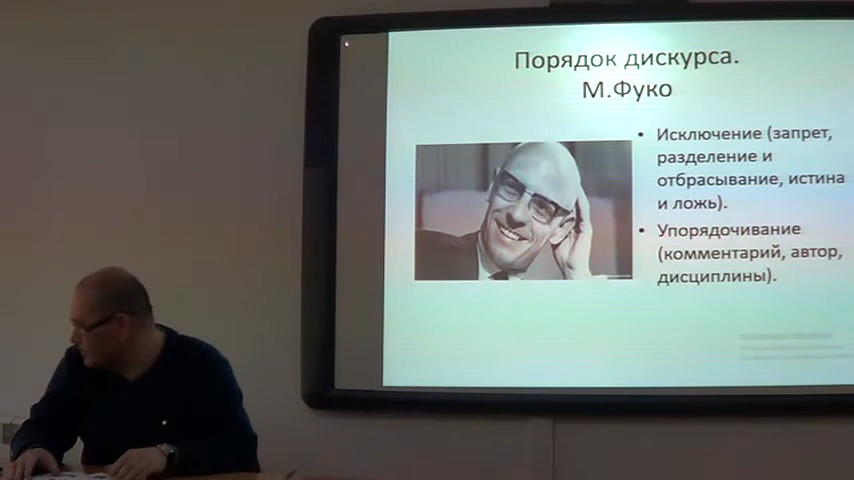 Порядок дискурса.
М.Фуко
• Исключение (запрет,
разделение и
отбрасывание, истина
и ложь).
• Упорядочивание
(комментарий, автор,
дисциплины).